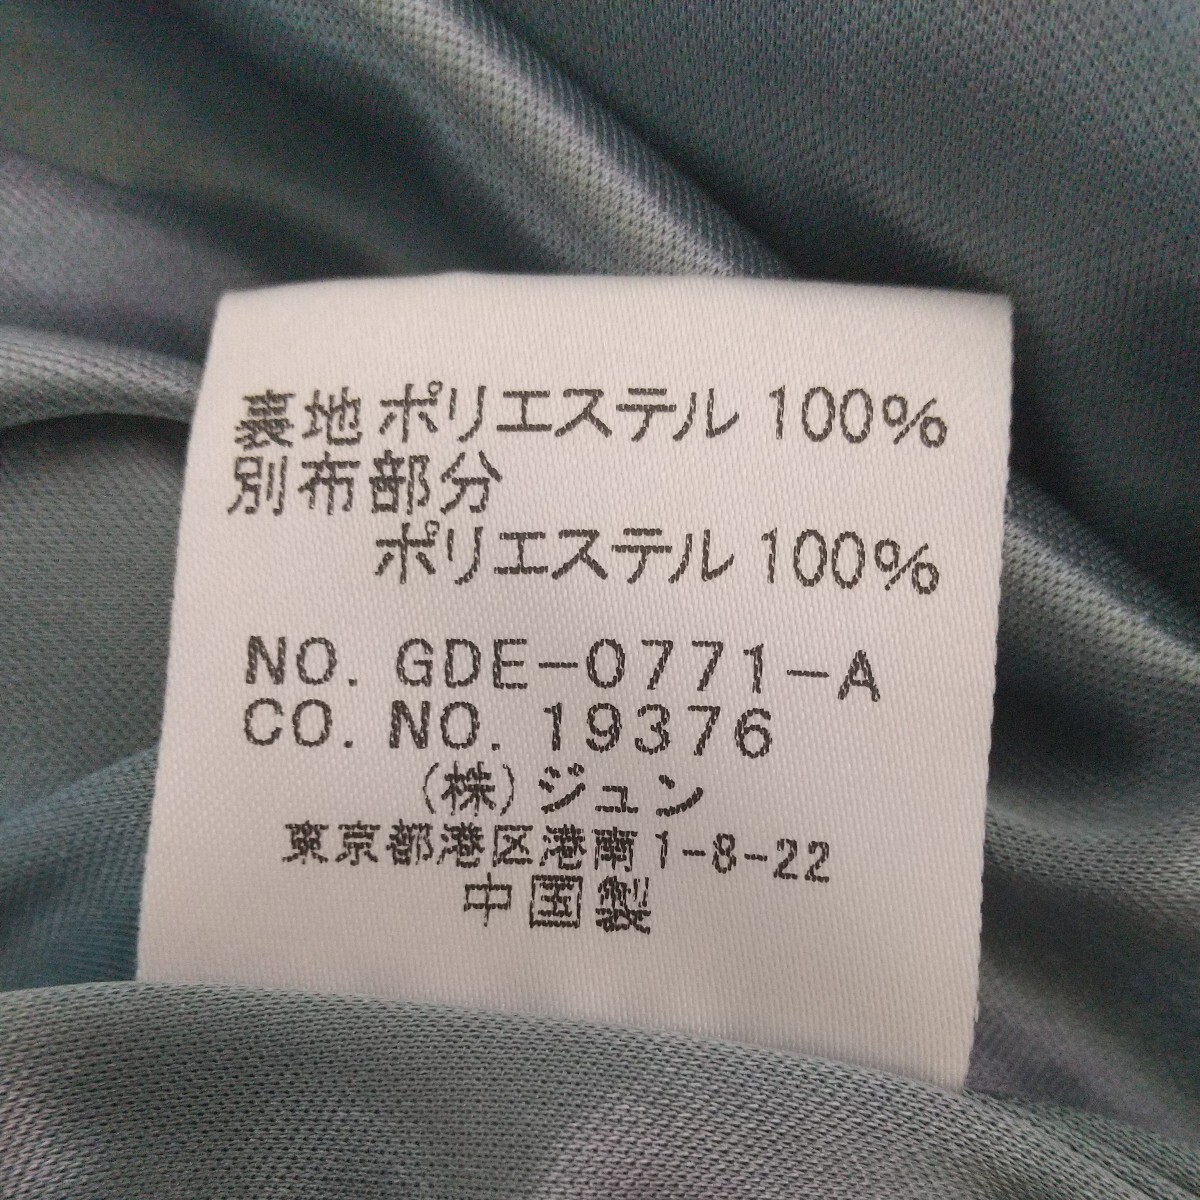 裏地 ポリエステル 100%
別布部分
ポリエステル 100%
NO. GDE-0771-A
CO. NO. 19376
(株)ジュン
東京都港区港南1-8-22
中国製